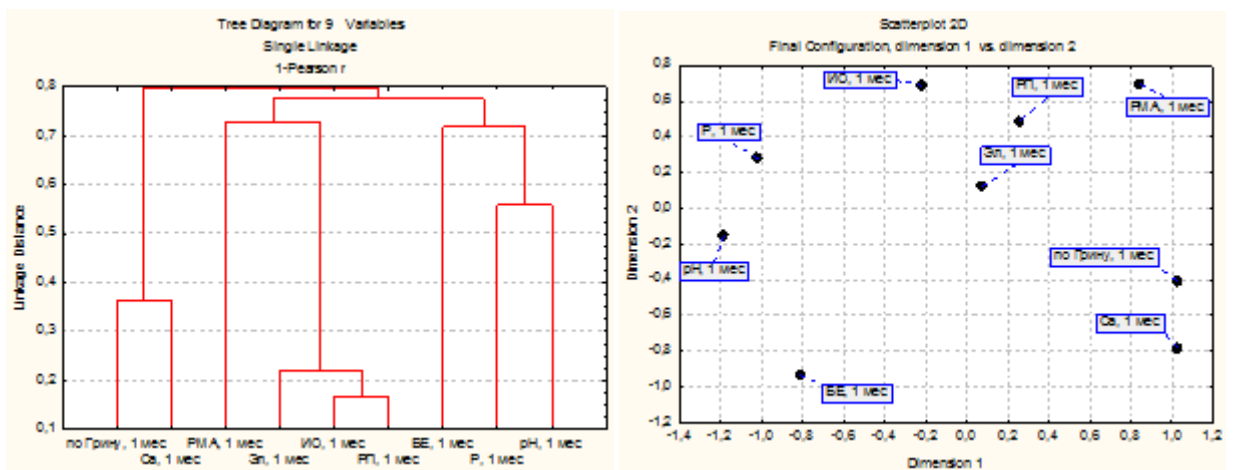 Tree Diagram for 9 Variables
Single Linkage
1-Pearson r
0,8
0,7
0,6
0,5
0,4
0,3
0,2
0,1
Linkage Distance
по Грину, 1 мес
РМА, 1 мес
ИО, 1 мес
БЕ, 1 мес
рН, 1 мес
Са, 1 мес
Эл, 1 мес
РП, 1 мес
Р, 1 мес
Scatterplot 2D
Final Configuration, dimension 1 vs. dimension 2
0,8
0,6
0,4
0,2
0,0
-0,2
-0,4
-0,6
-0,8
-1,0
-1,2
Dimension 2
ИО, 1 мес
РП, 1 мес
РМА, 1 мес
Р, 1 мес
Эл, 1 мес
по Грину, 1 мес
рН, 1 мес
Са, 1 мес
БЕ, 1 мес
-1,4 -1,2 -1,0 -0,8 -0,6 -0,4 -0,2 0,0 0,2 0,4 0,6 0,8 1,0 1,2
Dimension 1